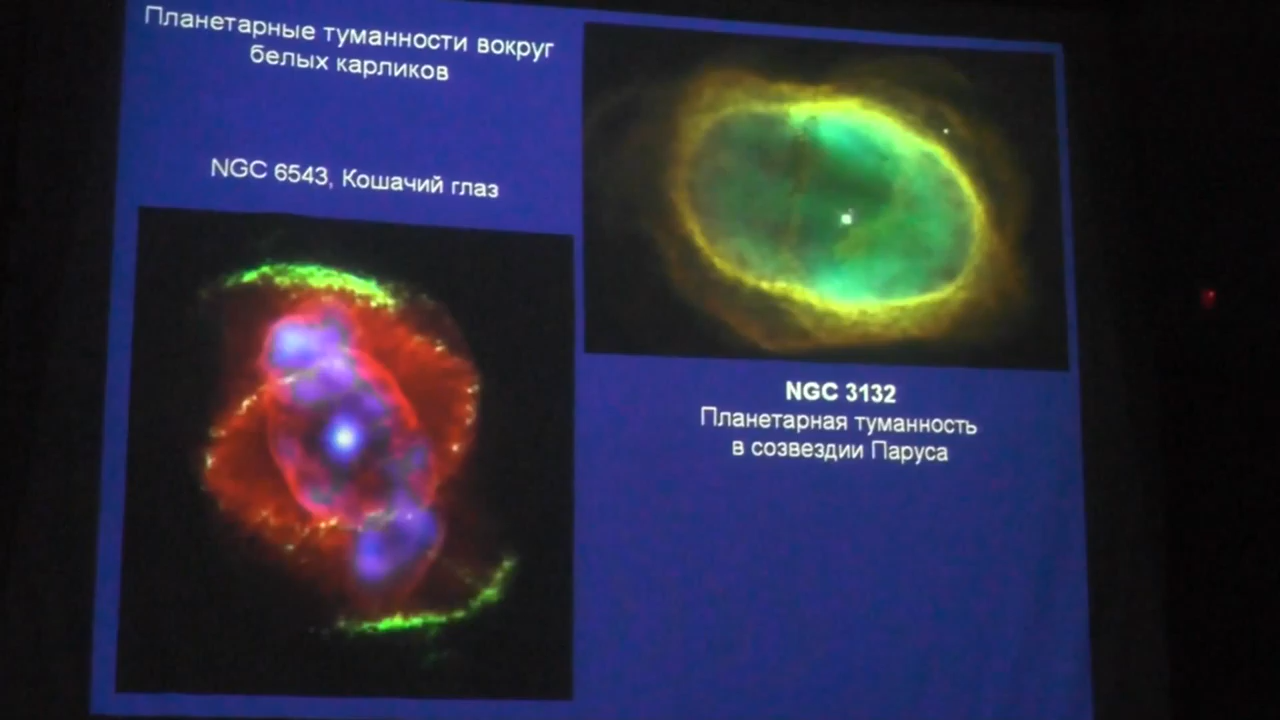 Планетарные туманности вокруг
белых карликов
NGC 6543, Кошачий глаз
NGC 3132
Планетарная туманность
в созвездии Паруса